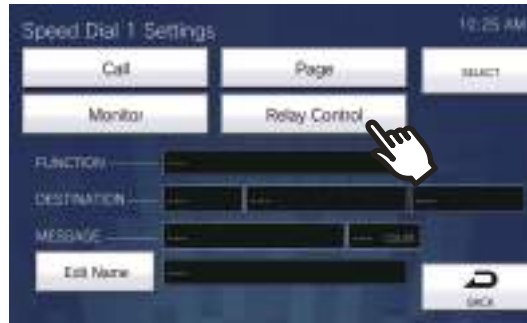 Speed Dial 1 Settings
10:25 AM
Call
Page
SELECT
Monitor
Relay Control
FUNCTION
----
DESTINATION
---- ---- ----
MESSAGE
---- ----
Edit Name
----
BACK